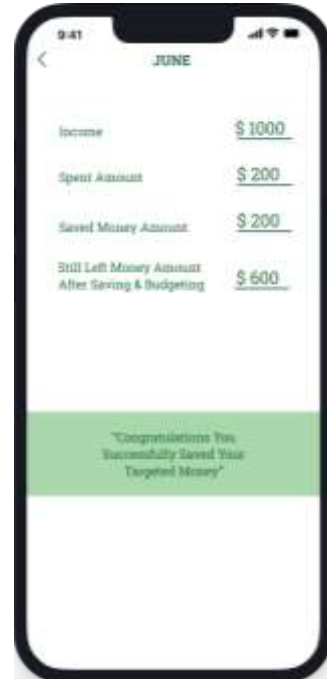 9:41
JUNE
Income $ 1000
Spent Amount $ 200
Saved Money Amount $ 200
Still Left Money Amount
After Saving & Budgeting $ 600
"Congratulations You
Successfully Saved Your
Targeted Money"